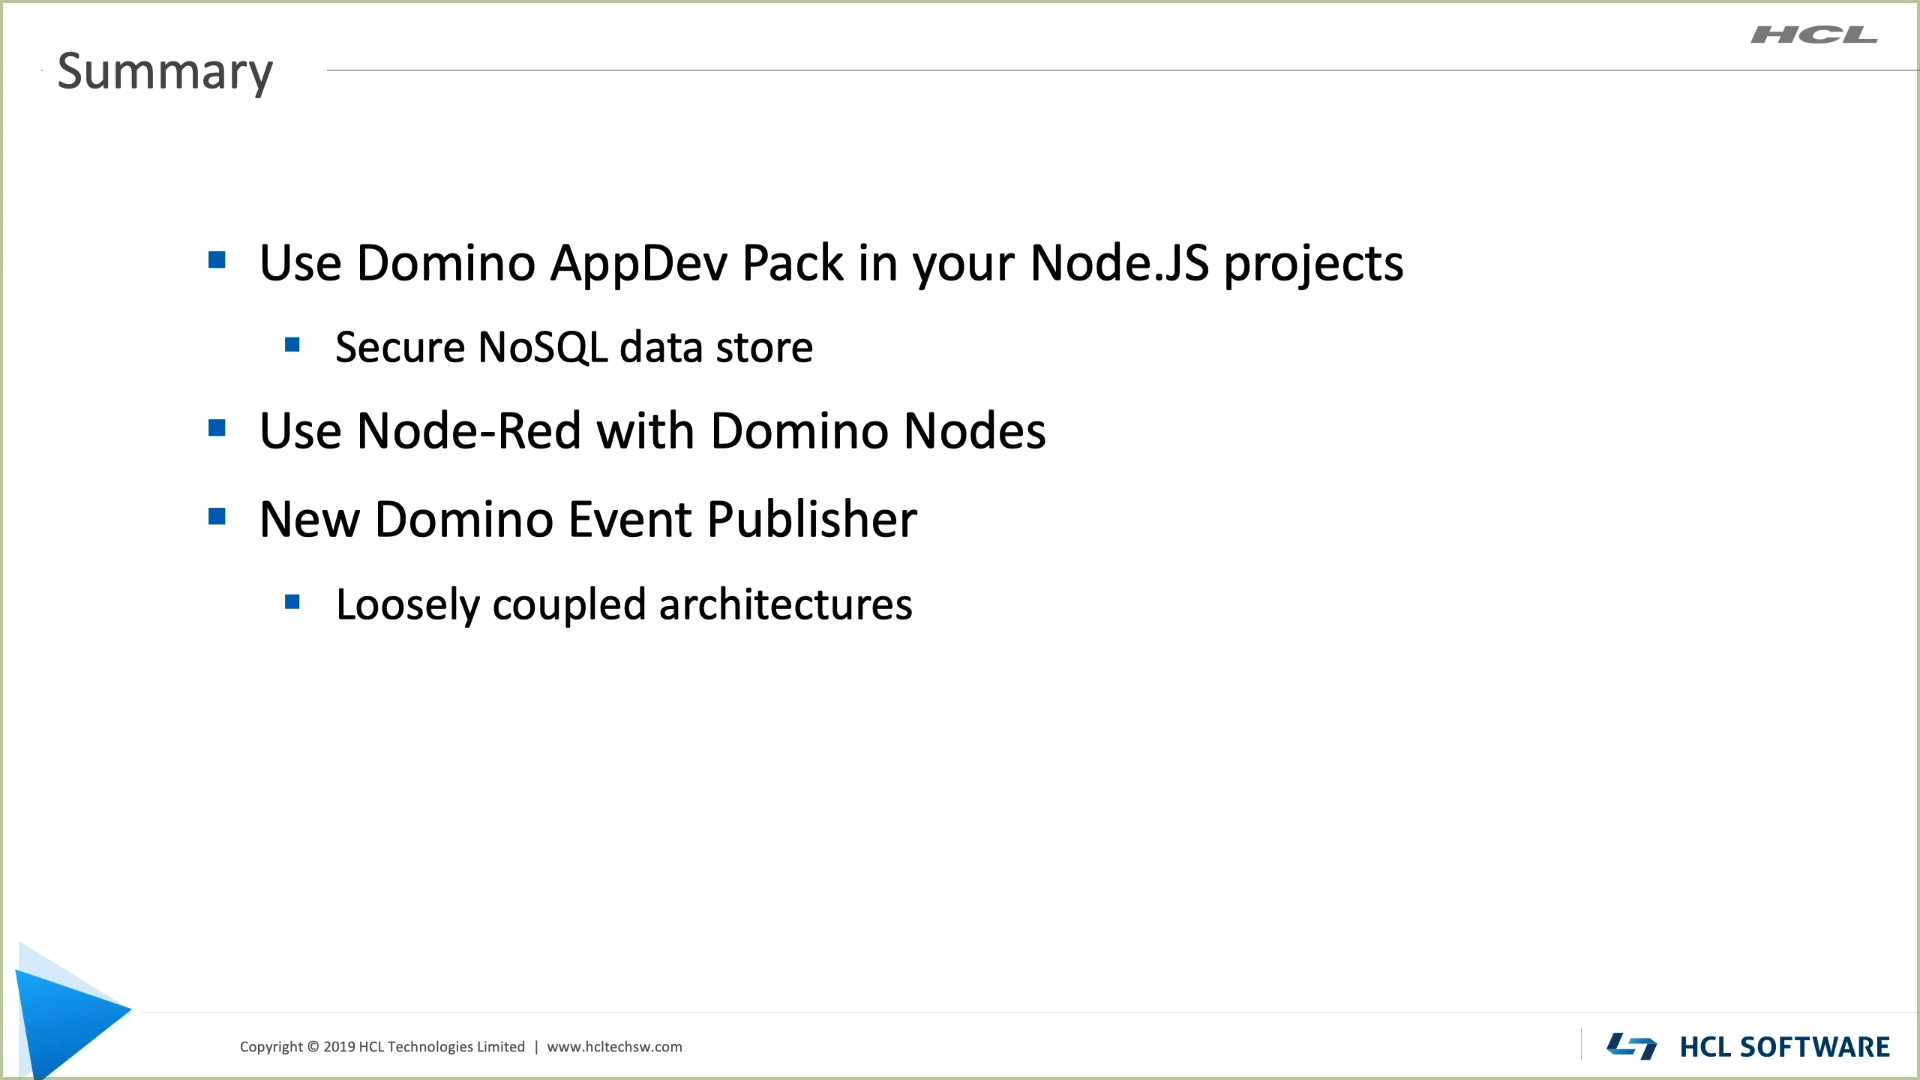 HCL
Summary
Use Domino AppDev Pack in your Node.JS projects
Secure NoSQL data store
Use Node-Red with Domino Nodes
New Domino Event Publisher
Loosely coupled architectures
Copyright © 2019 HCL Technologies Limited | www.hcltechsw.com
HCL SOFTWARE